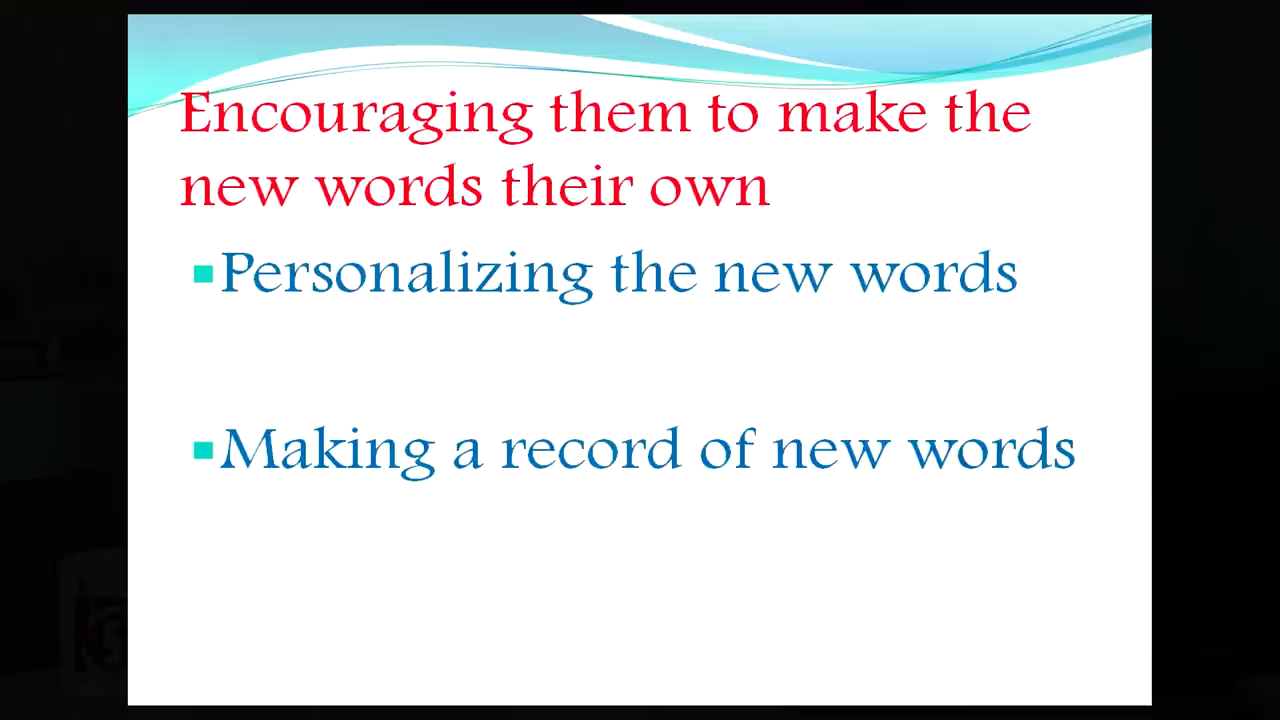 Encouraging them to make the
new words their own
Personalizing the new words
Making a record of new words